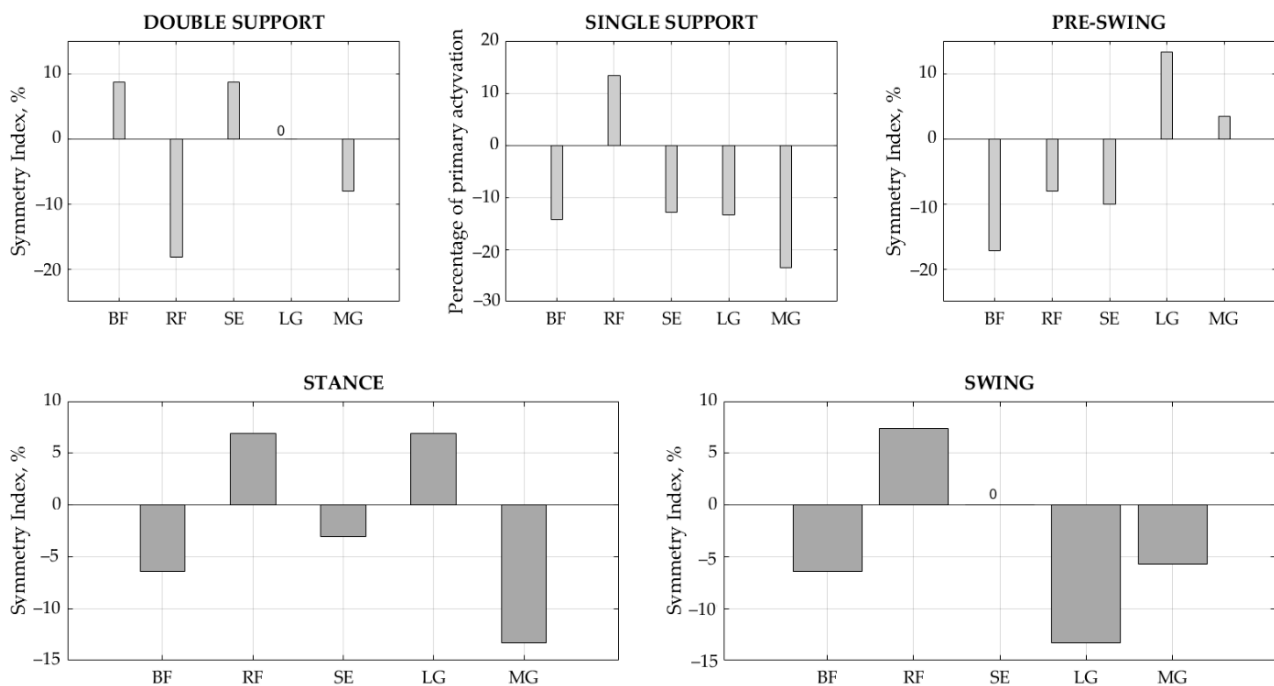 DOUBLE SUPPORT
Symmetry Index, %
10
0
−10
−20
0
BF RF SE LG MG
SINGLE SUPPORT
Percentage of primary actyvation
20
10
0
−10
−20
−30
BF RF SE LG MG
PRE-SWING
Symmetry Index, %
10
0
−10
−20
BF RF SE LG MG
STANCE
Symmetry Index, %
10
5
0
−5
−10
−15
BF RF SE LG MG
SWING
Symmetry Index, %
10
5
0
−5
−10
−15
0
BF RF SE LG MG